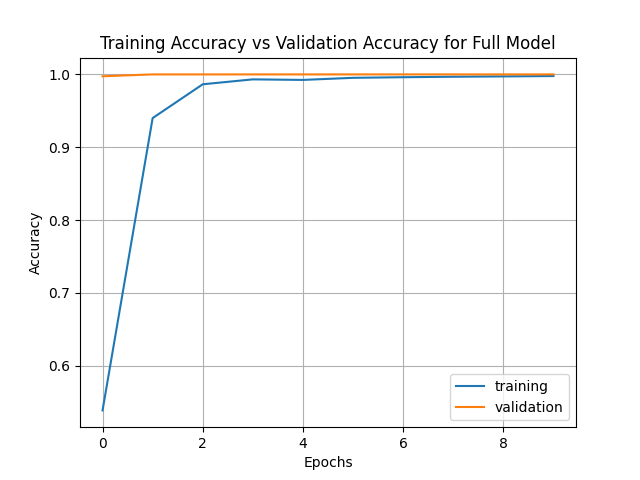 Training Accuracy vs Validation Accuracy for Full Model
1.0
0.9
0.8
0.7
0.6
Accuracy
0 2 4 6 8
Epochs
training
validation